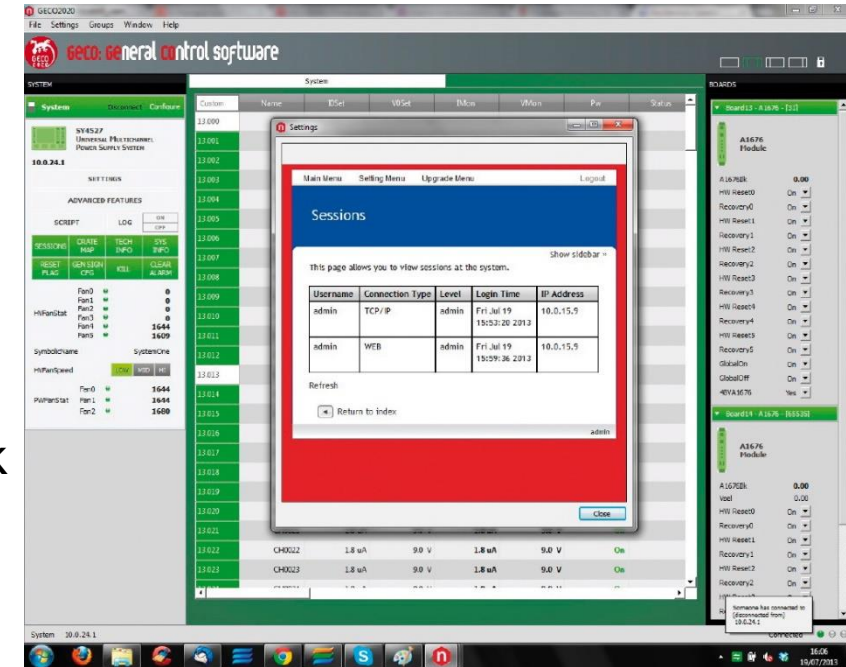 GECO2020
File Settings Groups Window Help
GECO: GEneral COntrol software
SYSTEM
System
BOARDS
System Disconnect Configure
SY4527
Universal Multichannel
Power Supply System
10.0.24.1
SETTINGS
ADVANCED FEATURES
SCRIPT LOG ON
OFF
SESSIONS CRATE MAP TECH INFO SYS INFO
RESET FLAG GEN SIGN CFG KILL CLEAR ALARM
HVFanStat
Fan0 0
Fan1 0
Fan2 0
Fan3 0
Fan4 1644
Fan5 1609
SymbolicName SystemOne
HVFanSpeed LOW MED HI
PWFanStat
Fan0 1644
Fan1 1644
Fan2 1680
Custom Name I0Set V0Set IMon VMon Pw Status
13.000
13.001
13.002
13.003
13.004
13.005
13.006
13.007
13.008
13.009
13.010
13.011
13.012
13.013
13.014
13.015
13.016
13.017
13.018
13.019
13.020
13.021
13.022 CH0022 1.8 uA 9.0 V 1.8 uA 9.0 V On
13.023 CH0023 1.8 uA 9.0 V 1.8 uA 9.0 V On
Settings
Main Menu Setting Menu Upgrade Menu Logout
Sessions
Show sidebar »
This page allows you to view sessions at the system.
Username Connection Type Level Login Time IP Address
admin TCP/IP admin Fri Jul 19 10.0.15.9
15:53:20 2013
admin WEB admin Fri Jul 19 10.0.15.9
15:59:36 2013
Refresh
Return to index
admin
Close
Board13 - A1676 - [53]
A1676
Module
A1676Ilk 0.00
HW Reset0 On
Recovery0 On
HW Reset1 On
Recovery1 On
HW Reset2 On
Recovery2 On
HW Reset3 On
Recovery3 On
HW Reset4 On
Recovery4 On
HW Reset5 On
Recovery5 On
GlobalOn On
GlobalOff On
48VA1676 Yes
Board14 - A1676 - [65535]
A1676
Module
A1676Ilk 0.00
Vsel 0.00
HW Reset0 On
Recovery0 On
HW Reset1 On
Recovery1 On
HW Reset2 On
Recovery2 On
Someone has connected to
[disconnected from]
10.0.24.1
System 10.0.24.1 Connected
16:06
19/07/2013